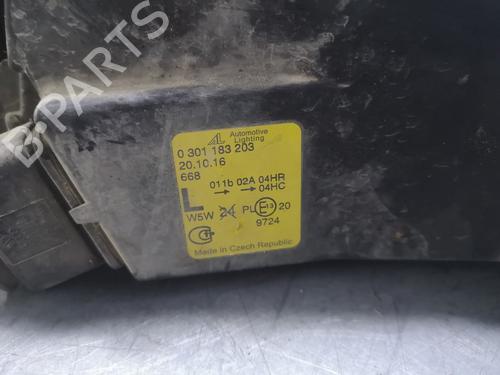 B-PARTS
Automotive
Lighting
0 301 183 203
20.10.16
668
011b 02A 04HR
L → → 04HC
W5W 24 PL E13 20
9724
Made in Czech Republic